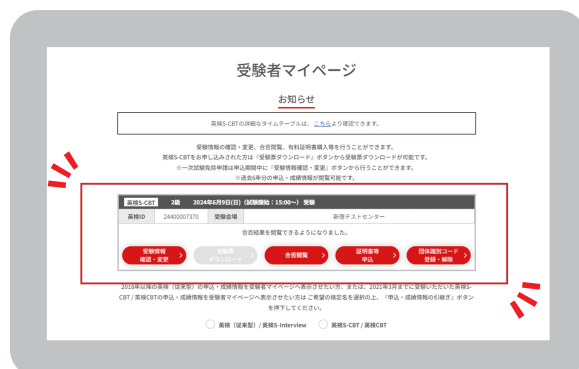 受験者マイページ
お知らせ
英検S-CBTの詳細なタイムテーブルは、こちらより確認できます。
受験情報の確認・変更、合否閲覧、有料証明書購入等を行うことができます。
英検S-CBTをお申し込みされた方は『受験票ダウンロード』ボタンから受験票ダウンロードが可能です。
※一次試験免除申請は申込期間中に『受験情報確認・変更』ボタンから行うことができます。
※過去6年分の申込・成績情報が閲覧可能です。
英検S-CBT 2級 2024年6月9日(日)（試験開始：15:00～） 受験
英検ID 24400007370 受験会場 新宿テストセンター
合否結果を閲覧できるようになりました。
受験情報
確認・変更
受験票
ダウンロード
合否閲覧
証明書等
申込
団体識別コード
登録・解除
2018年以降の英検（従来型）の申込・成績情報を受験者マイページへ表示させたい方、または、2021年3月までに受験いただいた英検S-
CBT / 英検CBTの申込・成績情報を受験者マイページへ表示させたい方は ご希望の検定名を選択の上、『申込・成績情報の引継ぎ』ボタン
を押下してください。
英検（従来型）/ 英検S-Interview 英検S-CBT / 英検CBT